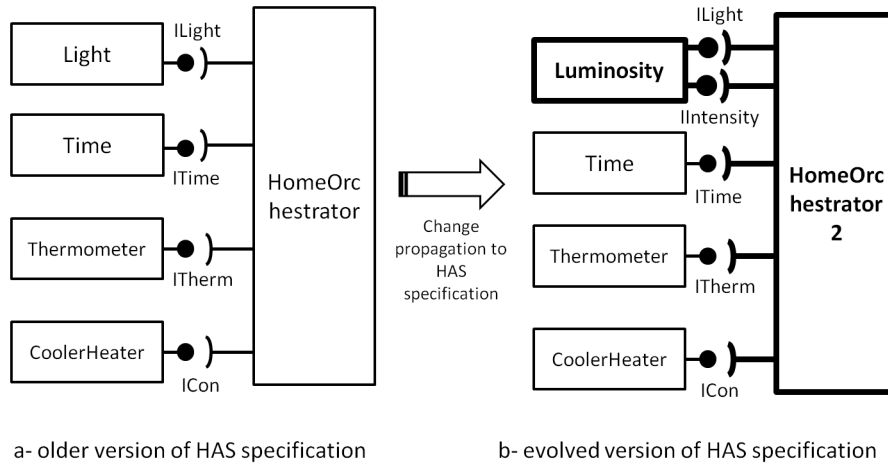 ILight
Light
Time
ITime
HomeOrc
hestrator
Thermometer
ITherm
CoolerHeater
ICon
a- older version of HAS specification
Change
propagation to
HAS
specification
ILight
Luminosity
IIntensity
Time
ITime
HomeOrc
hestrator
2
Thermometer
ITherm
CoolerHeater
ICon
b- evolved version of HAS specification